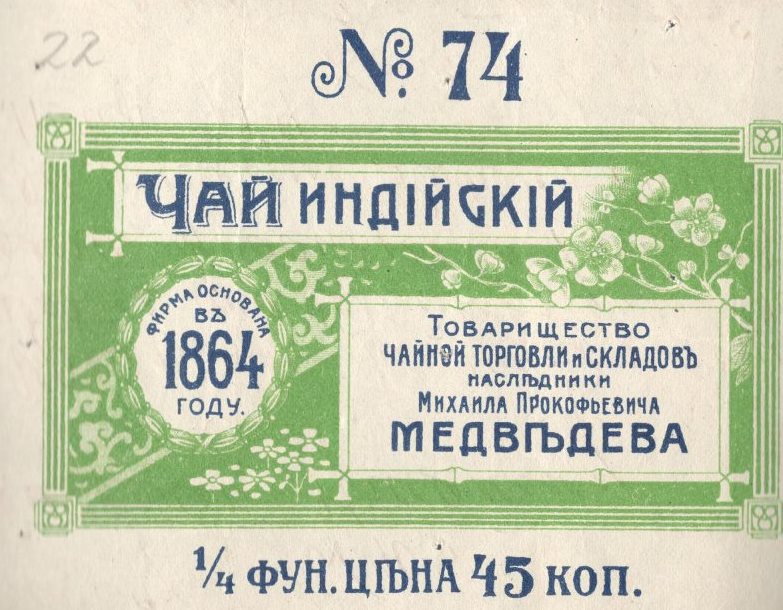 22
№ 74
ЧАЙ ИНДІЙСКІЙ
ФИРМА ОСНОВАНА
ВЪ
1864
ГОДУ.
ТОВАРИЩЕСТВО
ЧАЙНОЙ ТОРГОВЛИ и СКЛАДОВЪ
НАСЛѢДНИКИ
МИХАИЛА ПРОКОФЬЕВИЧА
МЕДВѢДЕВА
1/4 ФУН. ЦѢНА 45 КОП.